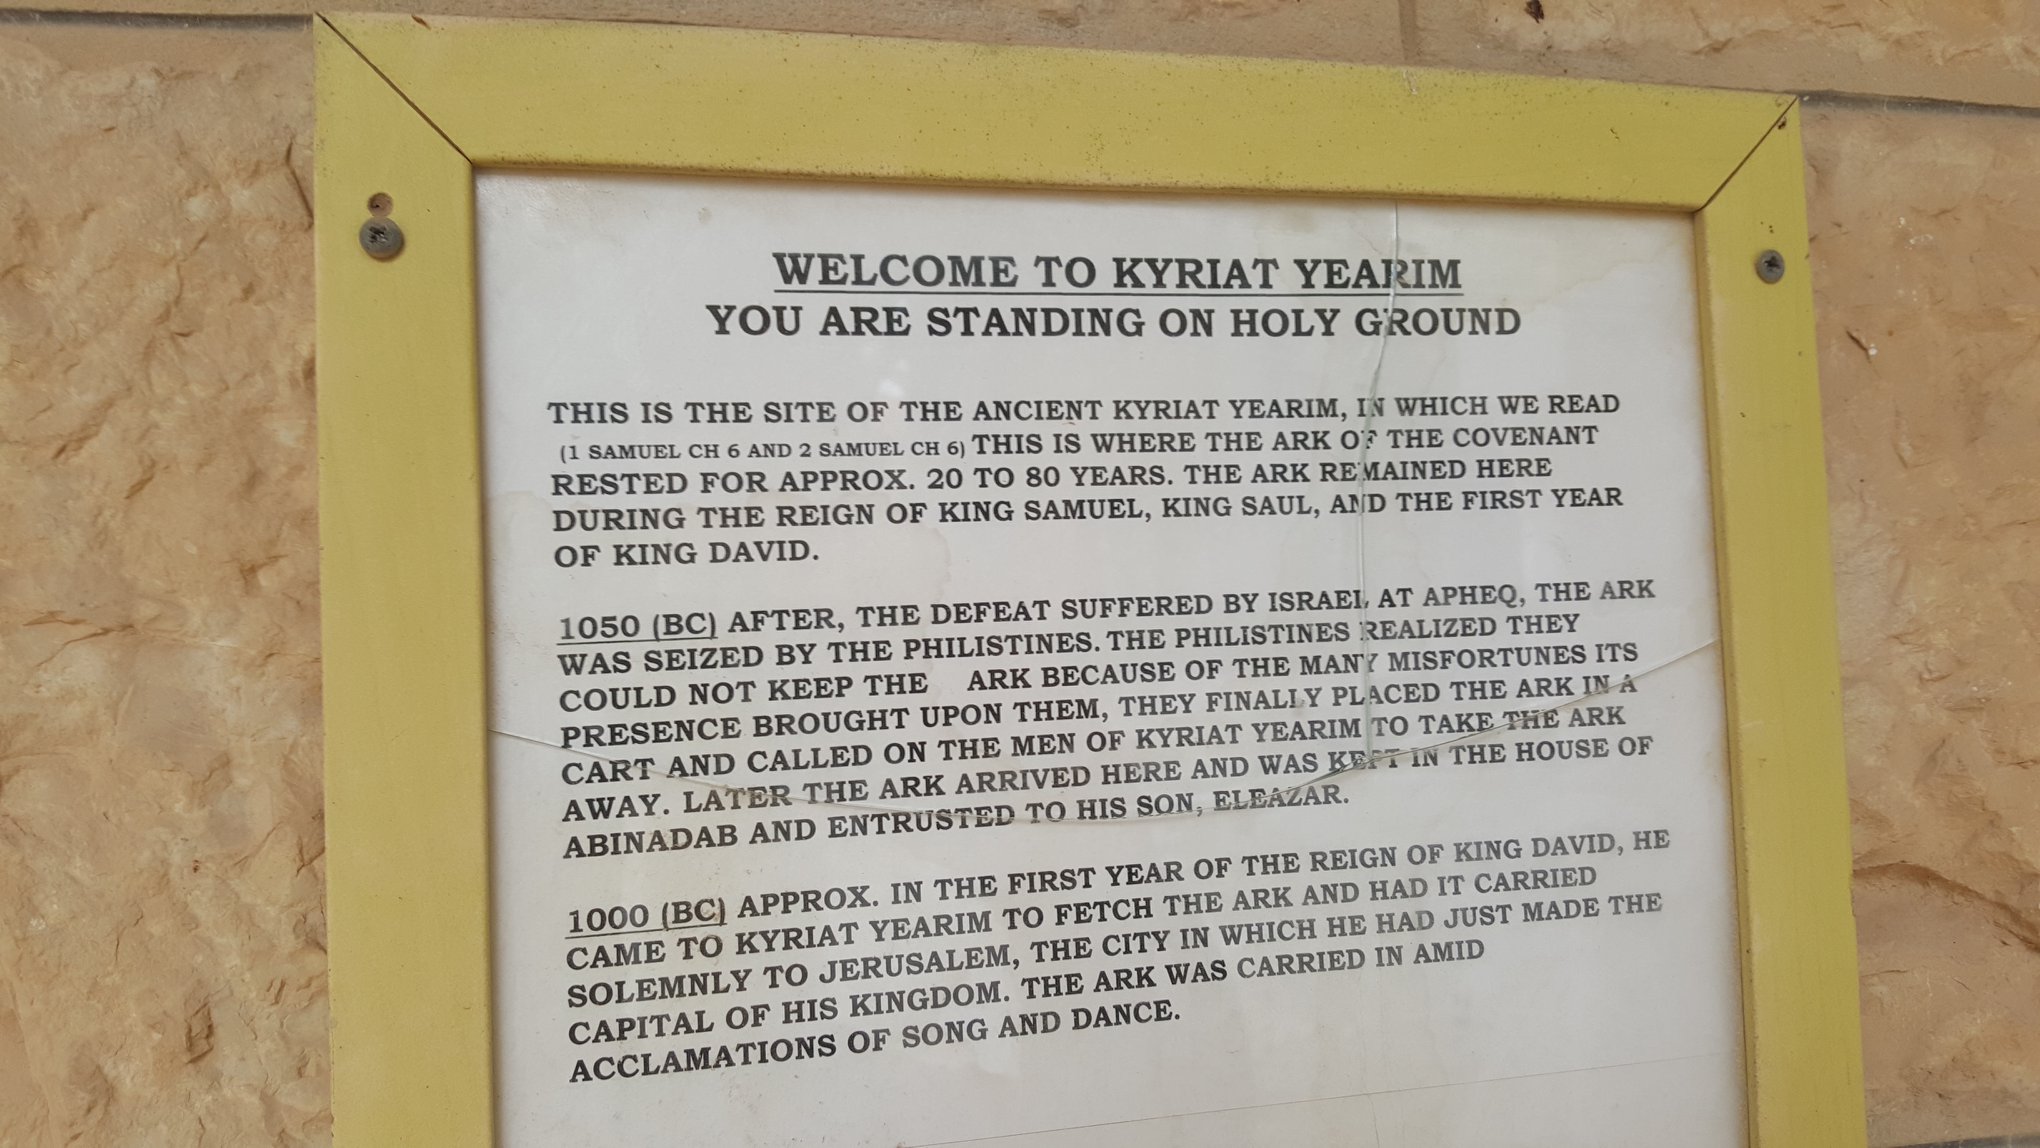 WELCOME TO KYRIAT YEARIM
YOU ARE STANDING ON HOLY GROUND
THIS IS THE SITE OF THE ANCIENT KYRIAT YEARIM, IN WHICH WE READ
(1 SAMUEL CH 6 AND 2 SAMUEL CH 6) THIS IS WHERE THE ARK OF THE COVENANT
RESTED FOR APPROX. 20 TO 80 YEARS. THE ARK REMAINED HERE
DURING THE REIGN OF KING SAMUEL, KING SAUL, AND THE FIRST YEAR
OF KING DAVID.
1050 (BC) AFTER, THE DEFEAT SUFFERED BY ISRAEL AT APHEQ, THE ARK
WAS SEIZED BY THE PHILISTINES. THE PHILISTINES REALIZED THEY
COULD NOT KEEP THE ARK BECAUSE OF THE MANY MISFORTUNES ITS
PRESENCE BROUGHT UPON THEM, THEY FINALLY PLACED THE ARK IN A
CART AND CALLED ON THE MEN OF KYRIAT YEARIM TO TAKE THE ARK
AWAY. LATER THE ARK ARRIVED HERE AND WAS KEPT IN THE HOUSE OF
ABINADAB AND ENTRUSTED TO HIS SON, ELEAZAR.
1000 (BC) APPROX. IN THE FIRST YEAR OF THE REIGN OF KING DAVID, HE
CAME TO KYRIAT YEARIM TO FETCH THE ARK AND HAD IT CARRIED
SOLEMNLY TO JERUSALEM, THE CITY IN WHICH HE HAD JUST MADE THE
CAPITAL OF HIS KINGDOM. THE ARK WAS CARRIED IN AMID
ACCLAMATIONS OF SONG AND DANCE.